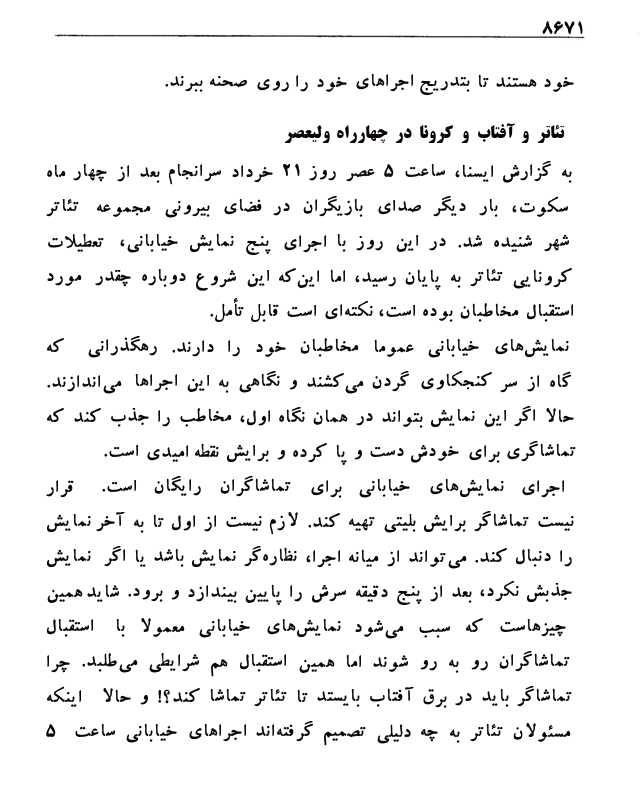 ۸۶۷۱
خود هستند تا بتدریج اجراهای خود را روی صحنه ببرند.
تئاتر و آفتاب و کرونا در چهارراه ولیعصر
به گزارش ایسنا، ساعت ۵ عصر روز ۲۱ خرداد سرانجام بعد از چهار ماه
سکوت، بار دیگر صدای بازیگران در فضای بیرونی مجموعه تئاتر
شهر شنیده شد. در این روز با اجرای پنج نمایش خیابانی، تعطیلات
کرونایی تئاتر به پایان رسید، اما این‌که این شروع دوباره چقدر مورد
استقبال مخاطبان بوده است، نکته‌ای است قابل تأمل.
نمایش‌های خیابانی عموما مخاطبان خود را دارند. رهگذرانی که
گاه از سر کنجکاوی گردن می‌کشند و نگاهی به این اجراها می‌اندازند.
حالا اگر این نمایش بتواند در همان نگاه اول، مخاطب را جذب کند که
تماشاگری برای خودش دست و پا کرده و برایش نقطه امیدی است.
اجرای نمایش‌های خیابانی برای تماشاگران رایگان است. قرار
نیست تماشاگر برایش بلیتی تهیه کند. لازم نیست از اول تا به آخر نمایش
را دنبال کند. می‌تواند از میانه اجرا، نظاره‌گر نمایش باشد یا اگر نمایش
جذبش نکرد، بعد از پنج دقیقه سرش را پایین بیندازد و برود. شاید همین
چیزهاست که سبب می‌شود نمایش‌های خیابانی معمولا با استقبال
تماشاگران رو به رو شوند اما همین استقبال هم شرایطی می‌طلبد. چرا
تماشاگر باید در برق آفتاب بایستد تا تئاتر تماشا کند؟! و حالا اینکه
مسئولان تئاتر به چه دلیلی تصمیم گرفته‌اند اجراهای خیابانی ساعت ۵